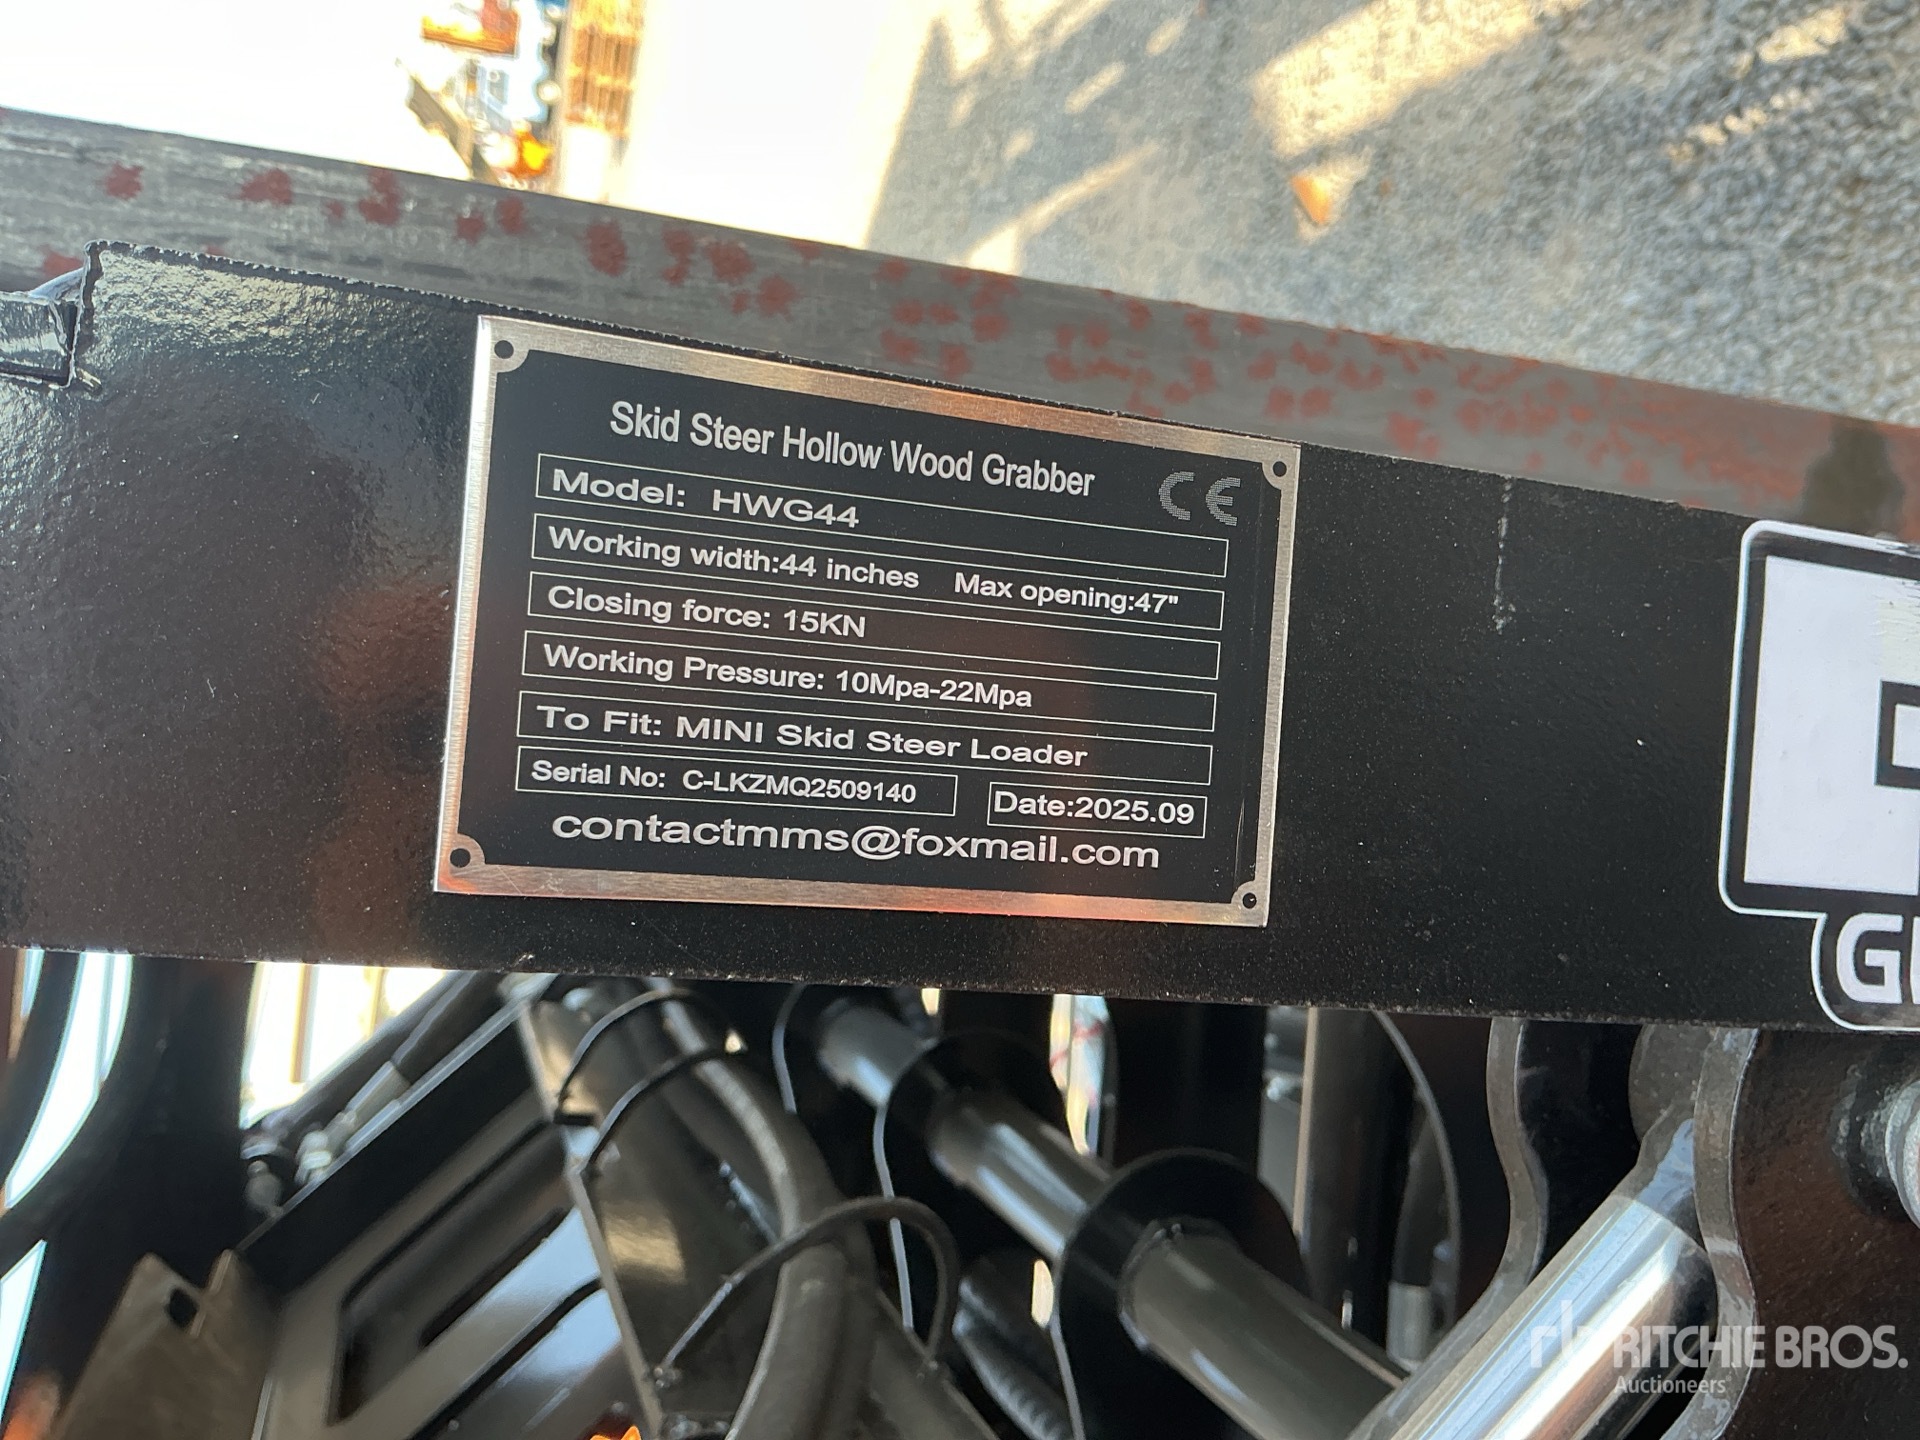 Skid Steer Hollow Wood Grabber
CE
Model: HWG44
Working width:44 inches Max opening:47"
Closing force: 15KN
Working Pressure: 10Mpa-22Mpa
To Fit: MINI Skid Steer Loader
Serial No: C-LKZMQ2509140 Date:2025.09
contactmms@foxmail.com
RITCHIE BROS.
Auctioneers